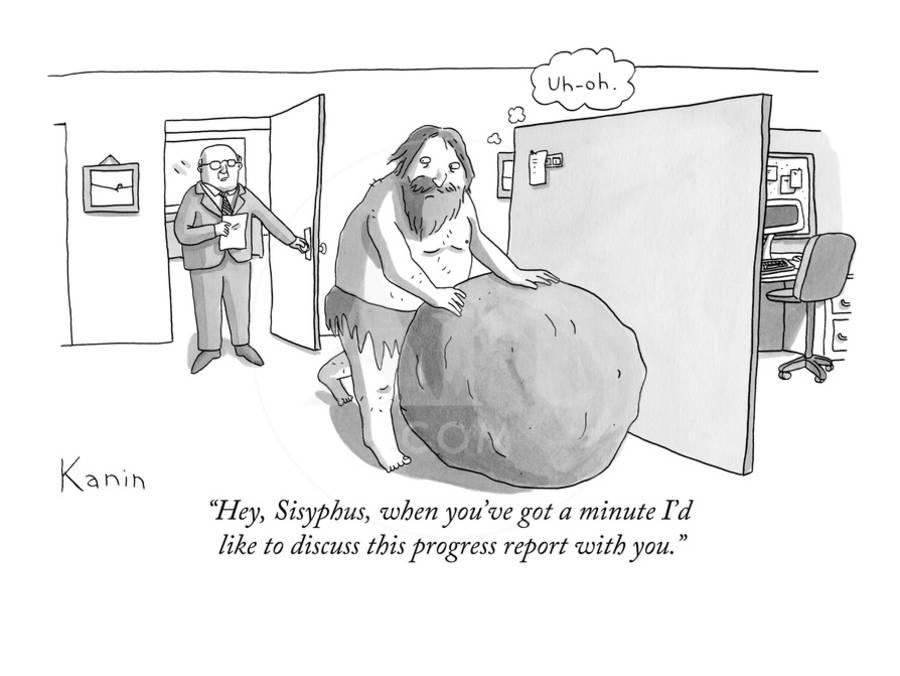 Uh-oh.
Kanin
“Hey, Sisyphus, when you’ve got a minute I’d
like to discuss this progress report with you.”